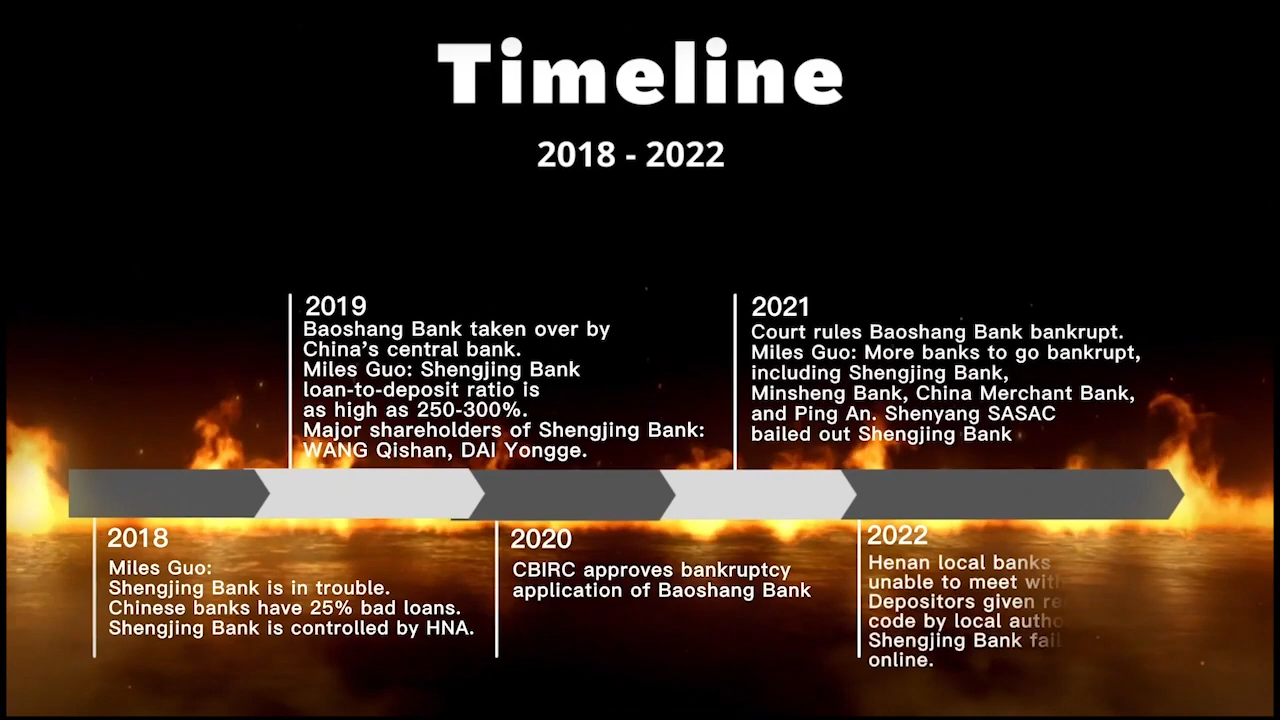 Timeline
2018 - 2022
2019
Baoshang Bank taken over by
China's central bank.
Miles Guo: Shengjing Bank
loan-to-deposit ratio is
as high as 250-300%.
Major shareholders of Shengjing Bank:
WANG Qishan, DAI Yongge.
2021
Court rules Baoshang Bank bankrupt.
Miles Guo: More banks to go bankrupt,
including Shengjing Bank,
Minsheng Bank, China Merchant Bank,
and Ping An. Shenyang SASAC
bailed out Shengjing Bank
2018
Miles Guo:
Shengjing Bank is in trouble.
Chinese banks have 25% bad loans.
Shengjing Bank is controlled by HNA.
2020
CBIRC approves bankruptcy
application of Baoshang Bank
2022
Henan local banks
unable to meet
Depositors given
code by local
Shengjing Bank
online.